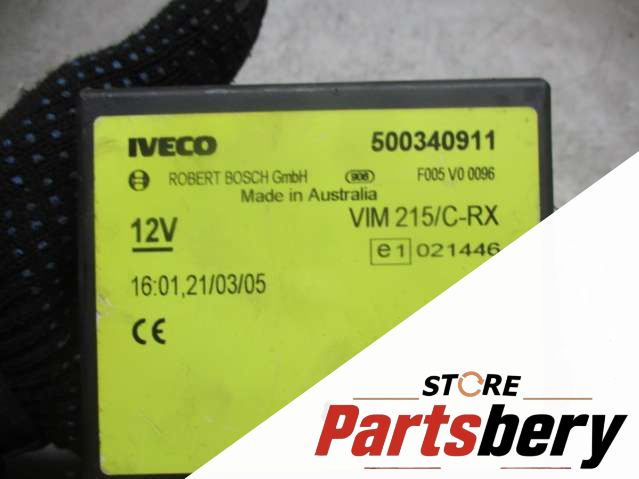 IVECO 500340911
ROBERT BOSCH GmbH 906 F005 V0 0096
Made in Australia
12V VIM 215/C-RX
e1 021446
16:01,21/03/05
CE
STORE
Partsbery